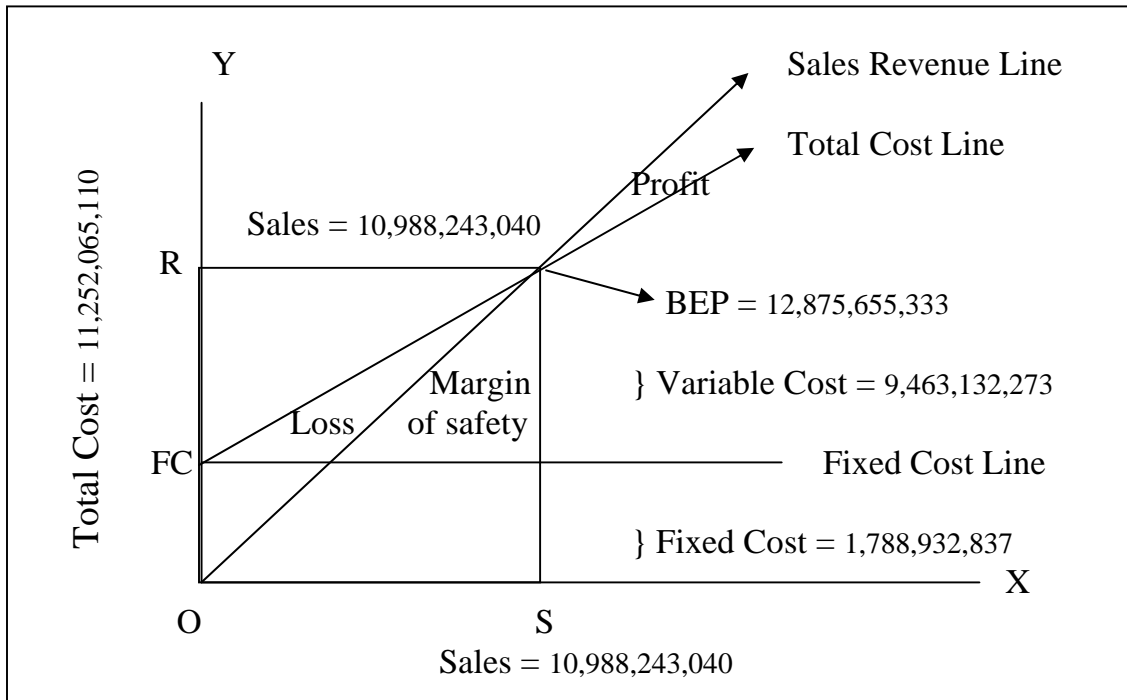 Y
Sales Revenue Line
Total Cost Line
Profit
Sales = 10,988,243,040
R
BEP = 12,875,655,333
Total Cost = 11,252,065,110
Margin
of safety
} Variable Cost = 9,463,132,273
Loss
FC
Fixed Cost Line
} Fixed Cost = 1,788,932,837
X
O
S
Sales = 10,988,243,040